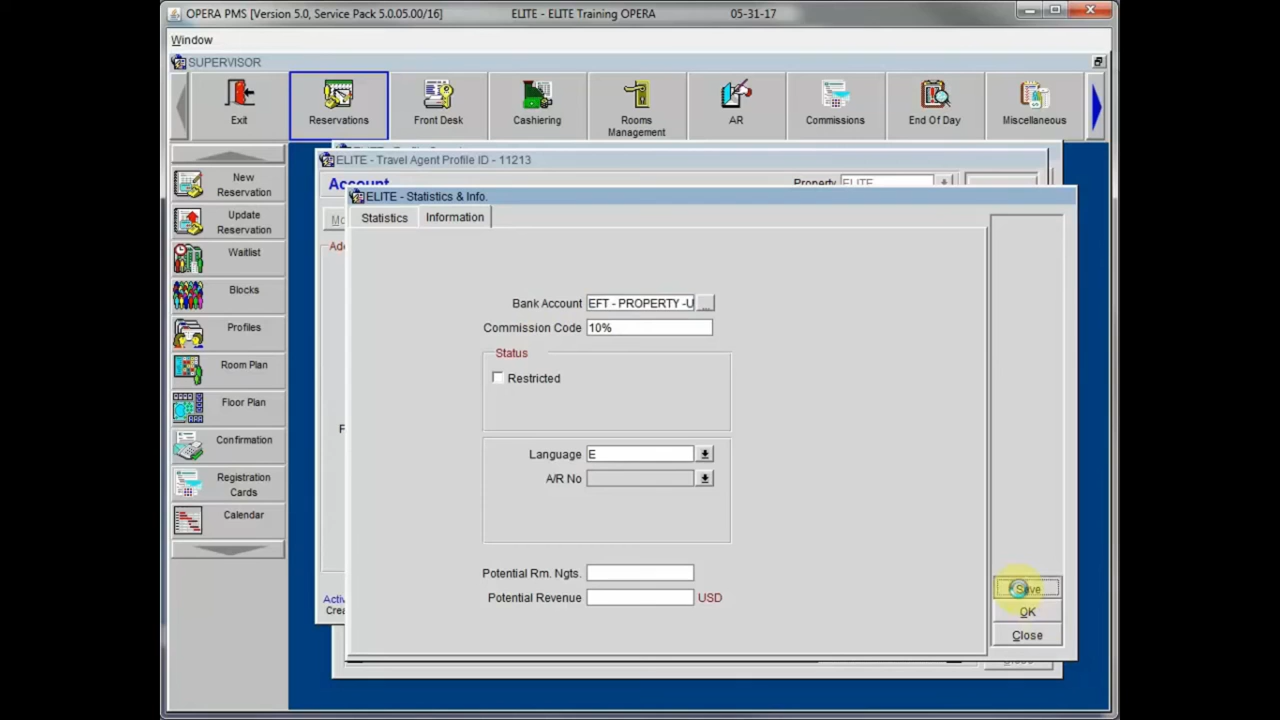 OPERA PMS [Version 5.0, Service Pack 5.0.05.00/16] ELITE - ELITE Training OPERA 05-31-17
Window
SUPERVISOR
Exit
Reservations
Front Desk
Cashiering
Rooms
Management
AR
Commissions
End Of Day
Miscellaneous
New
Reservation
Update
Reservation
Waitlist
Blocks
Profiles
Room Plan
Floor Plan
Confirmation
Registration
Cards
Calendar
ELITE - Travel Agent Profile ID - 11213
Account
Property ELITE
ELITE - Statistics & Info.
Statistics
Information
Bank Account EFT - PROPERTY -U
Commission Code 10%
Status
Restricted
Language E
A/R No
Potential Rm. Ngts.
Potential Revenue USD
Save
OK
Close